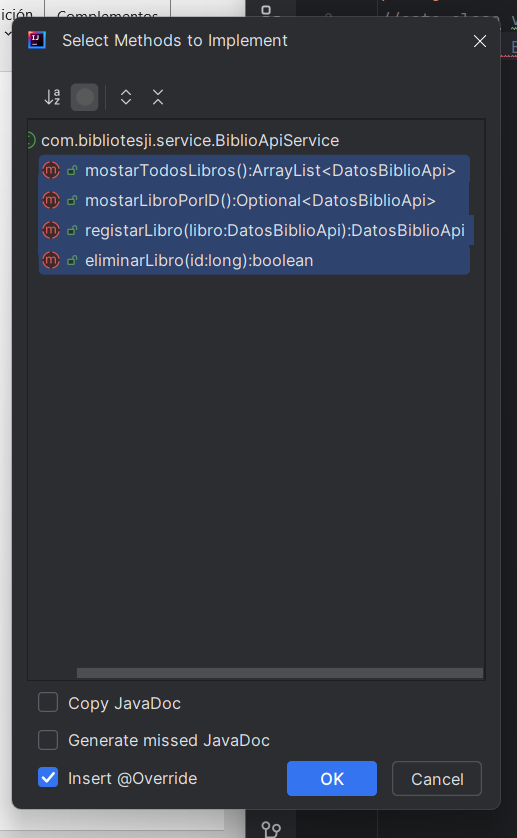 ición
Complementos
Select Methods to Implement
com.bibliotesji.service.BiblioApiService
m mostarTodosLibros():ArrayList<DatosBiblioApi>
m mostarLibroPorID():Optional<DatosBiblioApi>
m registarLibro(libro:DatosBiblioApi):DatosBiblioApi
m eliminarLibro(id:long):boolean
Copy JavaDoc
Generate missed JavaDoc
Insert @Override
OK
Cancel